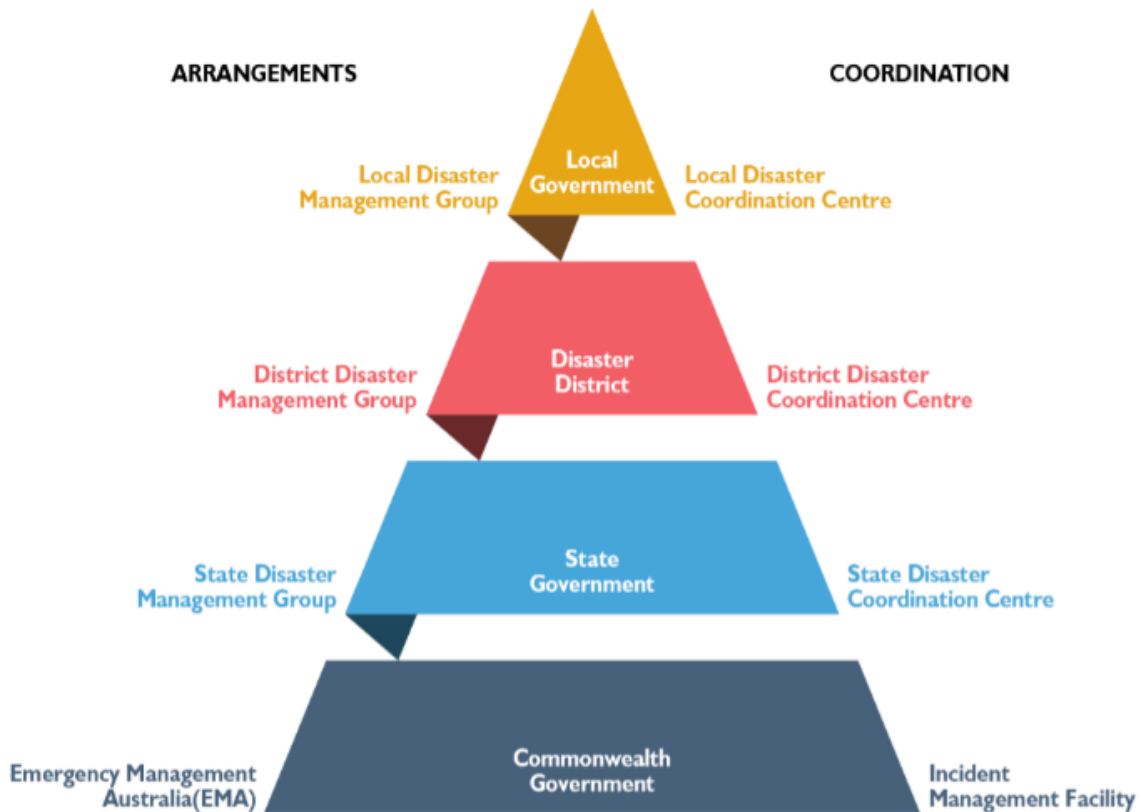 ARRANGEMENTS
COORDINATION
Local Disaster
Management Group
Local
Government
Local Disaster
Coordination Centre
District Disaster
Management Group
Disaster
District
District Disaster
Coordination Centre
State Disaster
Management Group
State
Government
State Disaster
Coordination Centre
Emergency Management
Australia(EMA)
Commonwealth
Government
Incident
Management Facility